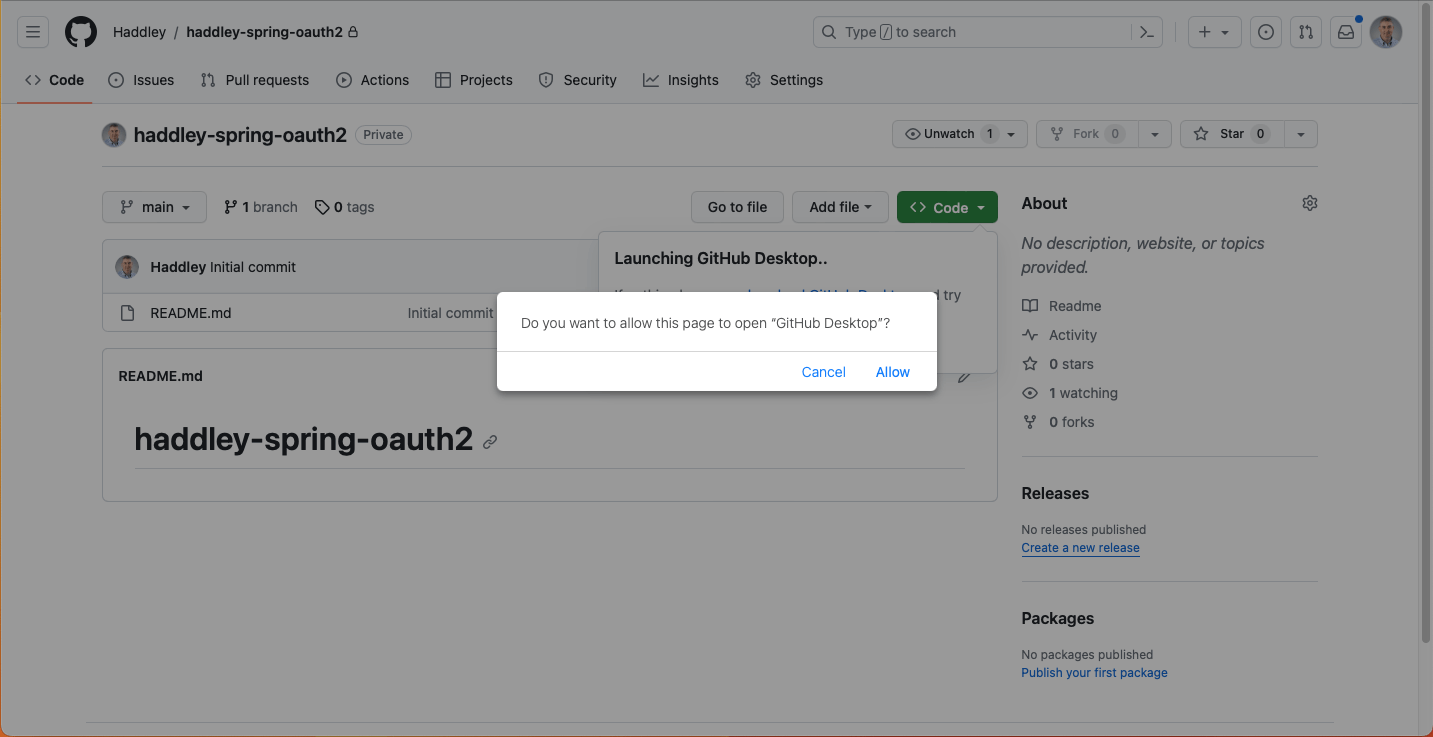 Haddley / haddley-spring-oauth2
Type / to search
Code
Issues
Pull requests
Actions
Projects
Security
Insights
Settings
haddley-spring-oauth2
Private
Unwatch 1
Fork 0
Star 0
main
1 branch
0 tags
Go to file
Add file
Code
About
No description, website, or topics
provided.
Haddley Initial commit
Launching GitHub Desktop..
try
README.md
Initial commit
Do you want to allow this page to open “GitHub Desktop”?
Cancel
Allow
README.md
haddley-spring-oauth2
Readme
Activity
0 stars
1 watching
0 forks
Releases
No releases published
Create a new release
Packages
No packages published
Publish your first package